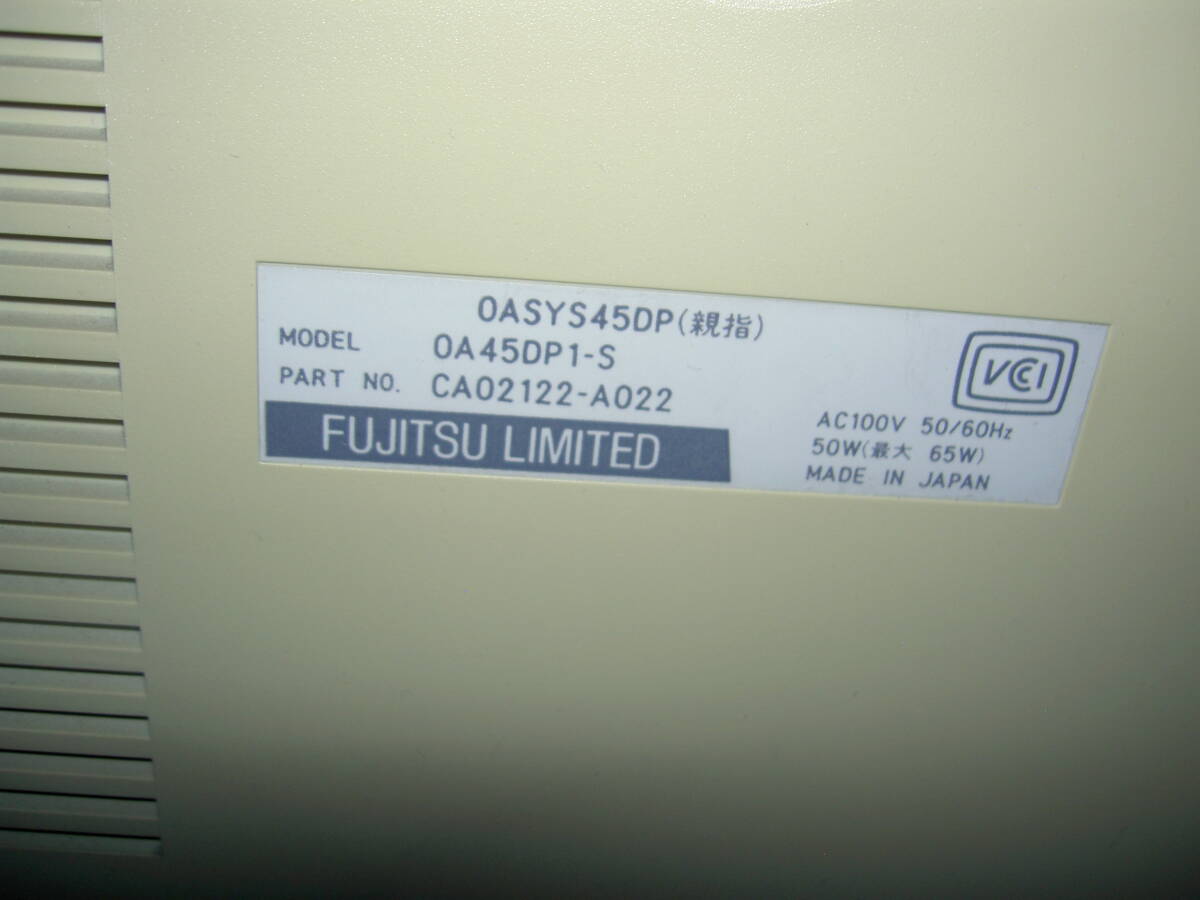 OASYS45DP(親指)
MODEL OA45DP1-S
PART NO. CA02122-A022
FUJITSU LIMITED
VCCI
AC100V 50/60Hz
50W(最大 65W)
MADE IN JAPAN